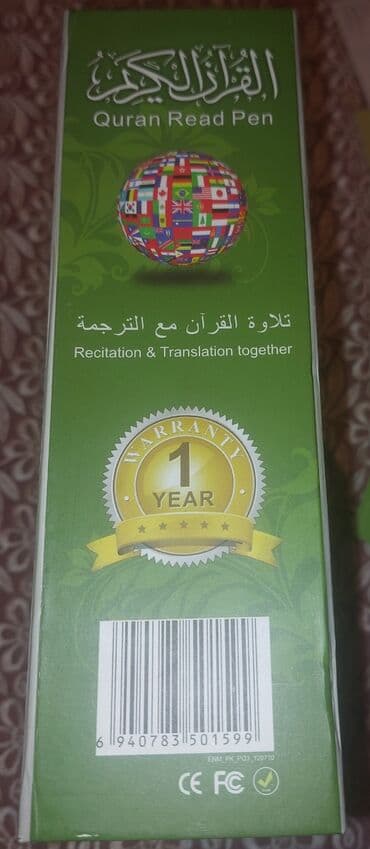 القرآن الكريم
Quran Read Pen
تلاوة القرآن مع الترجمة
Recitation & Translation together
WARRANTY
1
YEAR
6 940783 501599
ENM_PK_PQ3_120710
CE FC